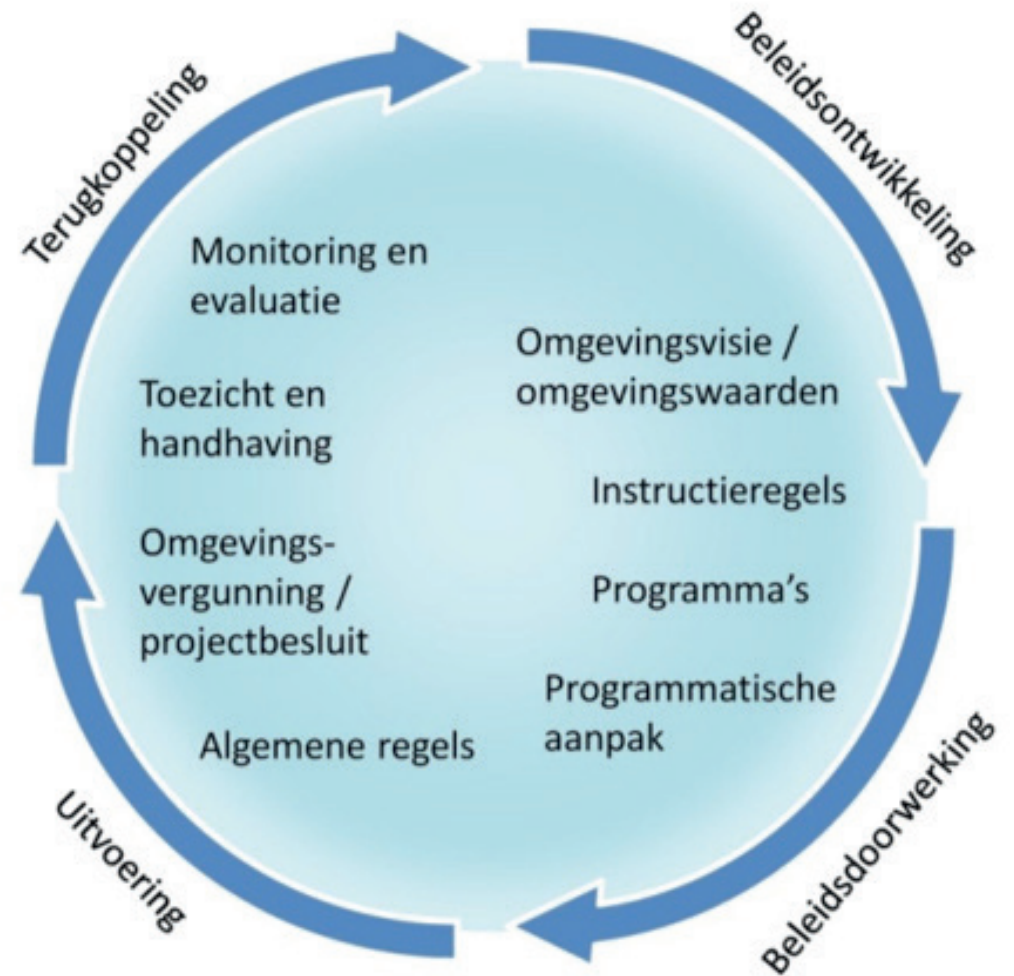 Terugkoppeling
Beleidsontwikkeling
Monitoring en
evaluatie
Omgevingsvisie /
omgevingswaarden
Toezicht en
handhaving
Instructieregels
Omgevings-
vergunning /
projectbesluit
Programma's
Programmatische
aanpak
Algemene regels
Uitvoering
Beleidsdoorwerking